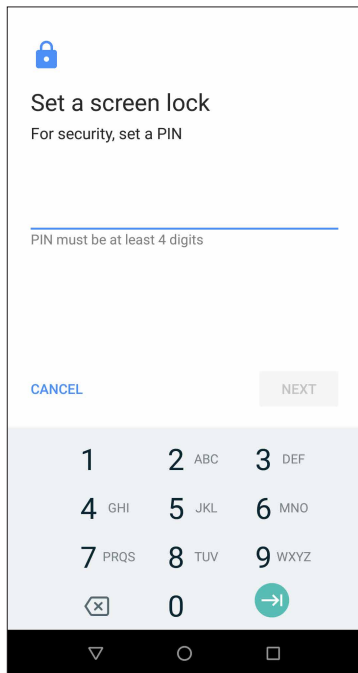 Set a screen lock
For security, set a PIN
PIN must be at least 4 digits
CANCEL NEXT
1 2 ABC 3 DEF
4 GHI 5 JKL 6 MNO
7 PRQS 8 TUV 9 WXYZ
0